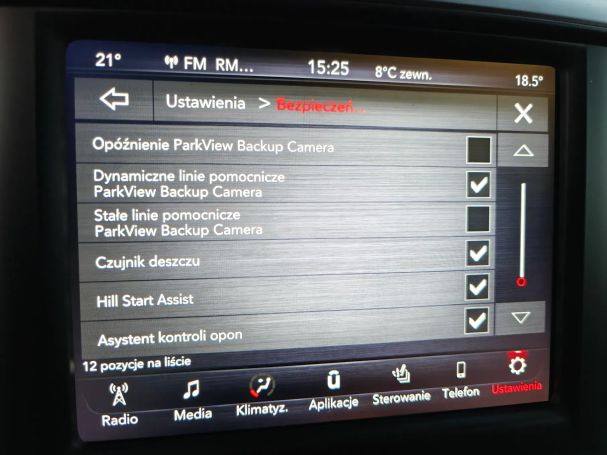 21° FM RM... 15:25 8°C zewn. 18.5°
Ustawienia > Bezpieczeń...
Opóźnienie ParkView Backup Camera
Dynamiczne linie pomocnicze
ParkView Backup Camera
Stałe linie pomocnicze
ParkView Backup Camera
Czujnik deszczu
Hill Start Assist
Asystent kontroli opon
12 pozycje na liście
Radio Media Klimatyz. Aplikacje Sterowanie Telefon Ustawienia